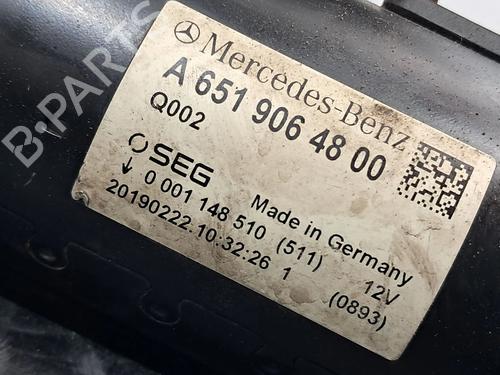 Mercedes-Benz
A 651 906 48 00
Q002
SEG
Made in Germany
↓ 0 001 148 510 (511) 12V
20190222.10:32:26 1 (0893)
B-PARTS